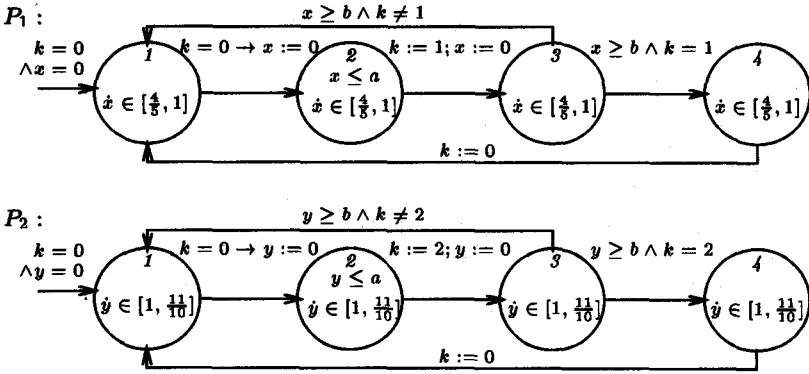 P₁ :
x ≥ b ∧ k ≠ 1
k = 0
∧x = 0
1
k = 0 → x := 0
2
k := 1; x := 0
3
x ≥ b ∧ k = 1
4
x ≤ a
ẋ ∈ [4/5, 1]
ẋ ∈ [4/5, 1]
ẋ ∈ [4/5, 1]
ẋ ∈ [4/5, 1]
k := 0
P₂ :
y ≥ b ∧ k ≠ 2
k = 0
∧y = 0
1
k = 0 → y := 0
2
k := 2; y := 0
3
y ≥ b ∧ k = 2
4
y ≤ a
ẏ ∈ [1, 11/10]
ẏ ∈ [1, 11/10]
ẏ ∈ [1, 11/10]
ẏ ∈ [1, 11/10]
k := 0